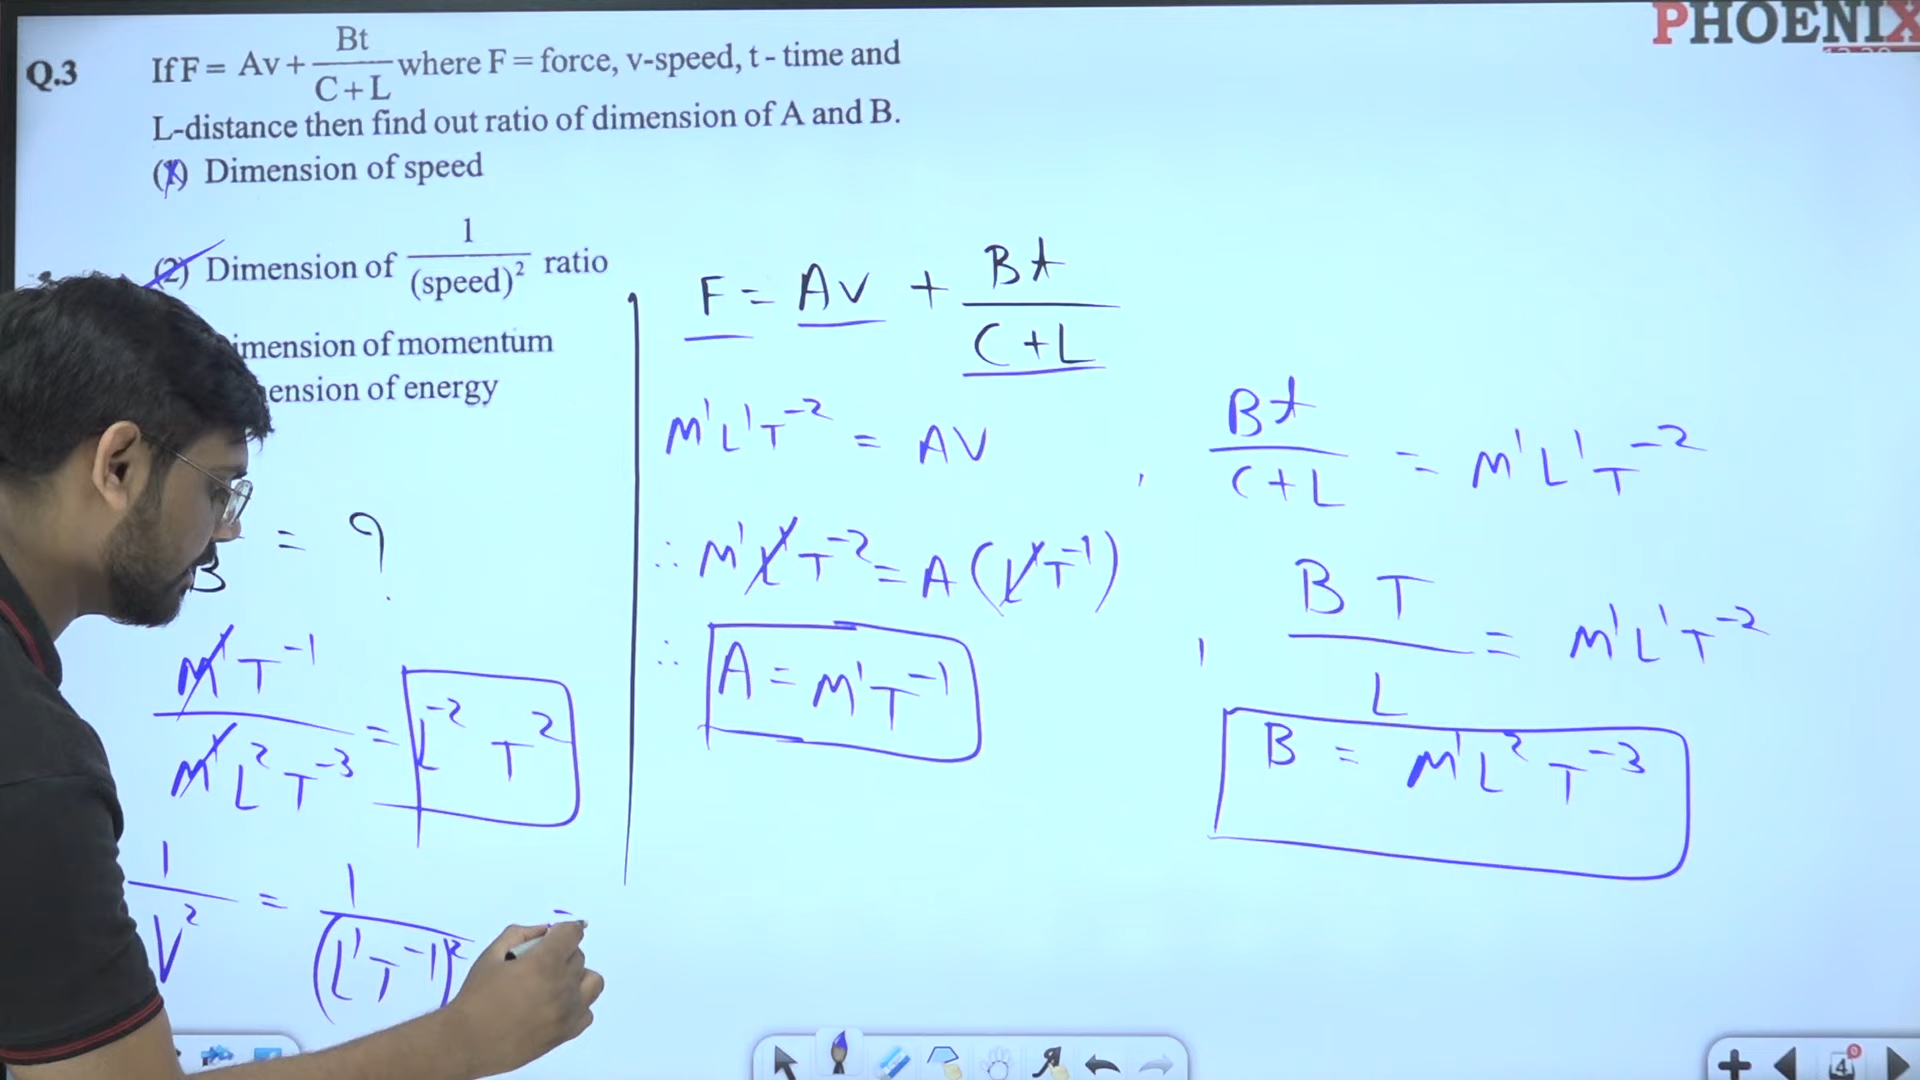 PHOENIX
Q.3 If F = Av + Bt/(C+L) where F = force, v-speed, t - time and
L-distance then find out ratio of dimension of A and B.
(1) Dimension of speed
(2) Dimension of 1/(speed)² ratio
imension of momentum
ension of energy
F = Av + Bt/(C+L)
M¹L¹T⁻² = AV
∴ M¹L¹T⁻² = A(L¹T⁻¹)
∴ A = M¹T⁻¹
, Bt/(C+L) = M¹L¹T⁻²
, BT/L = M¹L¹T⁻²
B = M¹L²T⁻³
B = ?
M¹T⁻¹/M¹L²T⁻³ = L⁻²T²
1/V² = 1/(L¹T⁻¹)² =
4
0